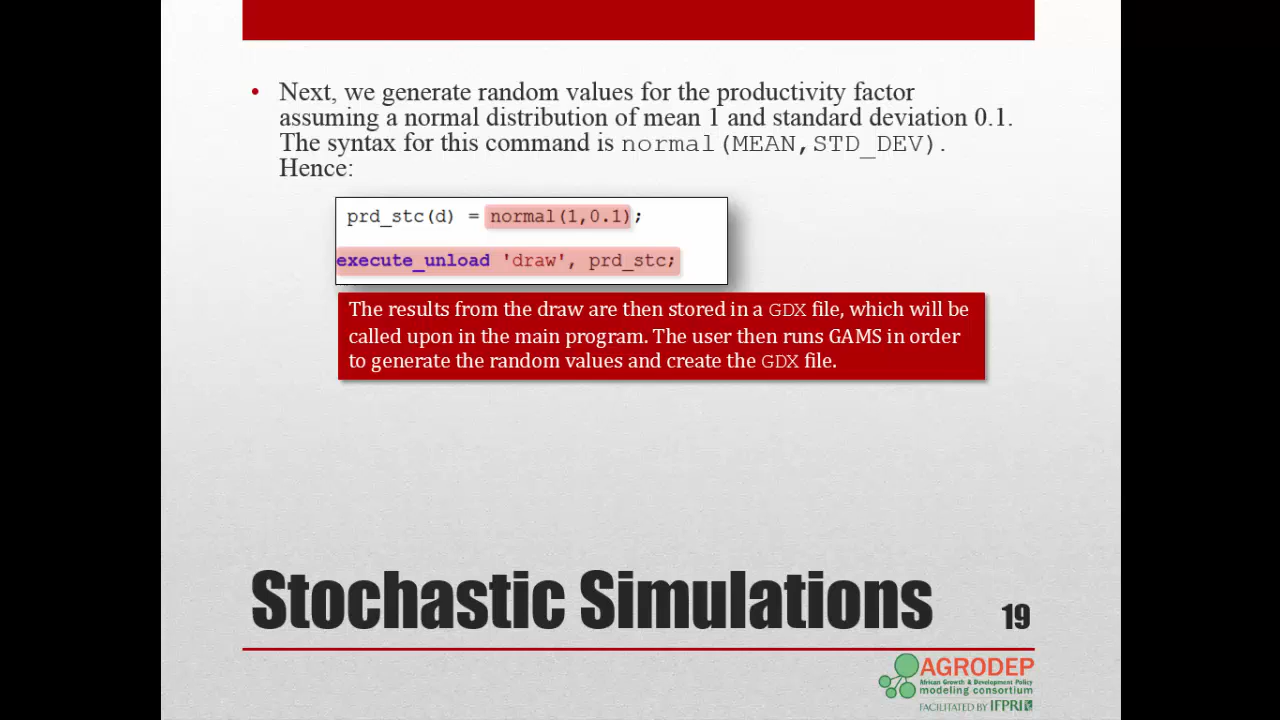 • Next, we generate random values for the productivity factor
assuming a normal distribution of mean 1 and standard deviation 0.1.
The syntax for this command is normal(MEAN,STD_DEV).
Hence:
prd_stc(d) = normal(1,0.1);
execute_unload 'draw', prd_stc;
The results from the draw are then stored in a GDX file, which will be
called upon in the main program. The user then runs GAMS in order
to generate the random values and create the GDX file.
Stochastic Simulations 19
AGRODEP
African Growth & Development Policy
modeling consortium
FACILITATED BY IFPRI